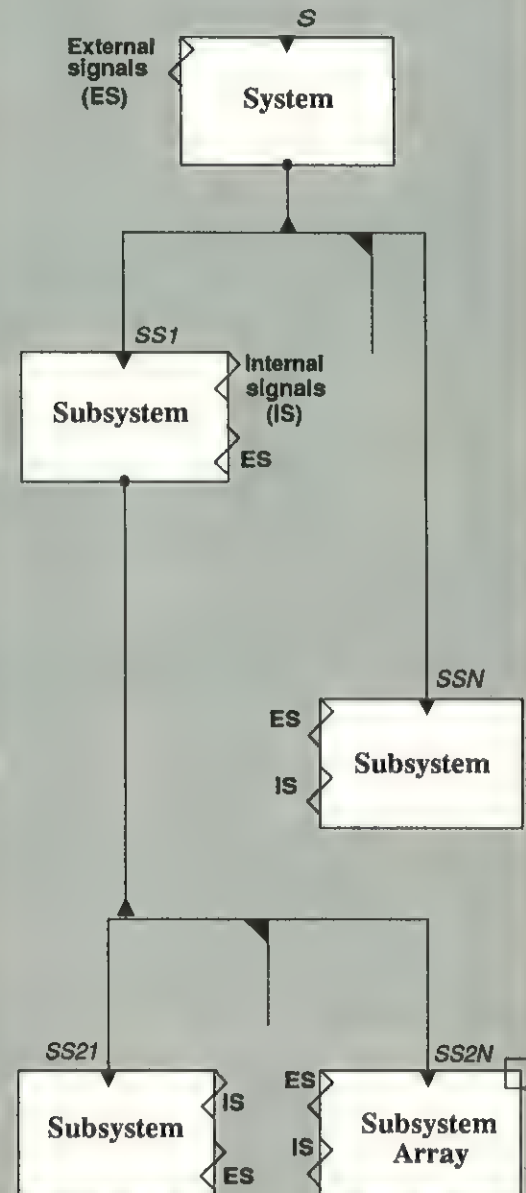 S
External
signals
(ES)
System
SS1
Internal
signals
(IS)
Subsystem
ES
SSN
ES
Subsystem
IS
SS21
SS2N
ES
IS
Subsystem
Subsystem
IS
Array
ES